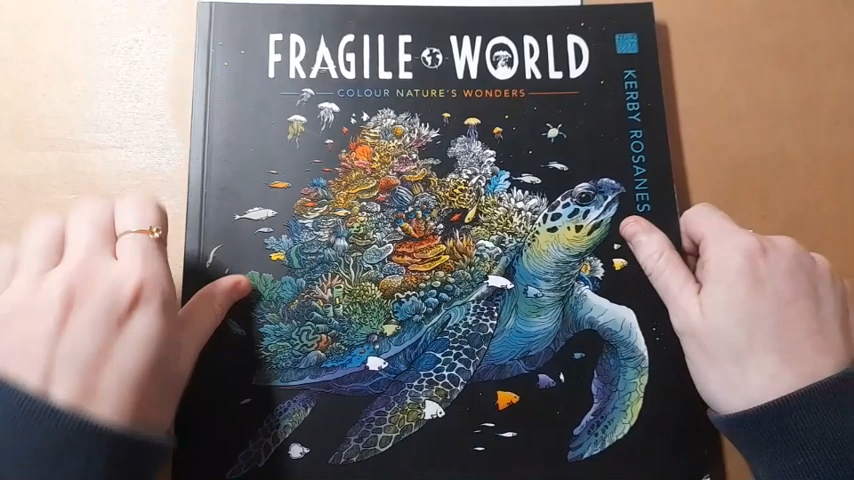 FRAGILE WORLD
COLOUR NATURE'S WONDERS
KERBY ROSANES